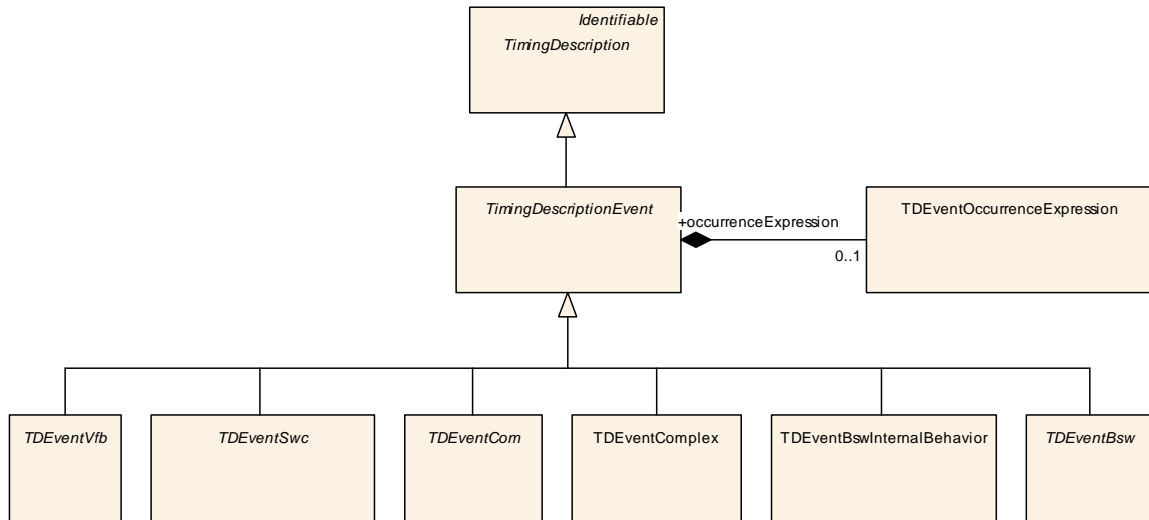 Identifiable
TimingDescription
TimingDescriptionEvent
+occurrenceExpression
0..1
TDEventOccurrenceExpression
TDEventVfb
TDEventSwc
TDEventCom
TDEventComplex
TDEventBswInternalBehavior
TDEventBsw